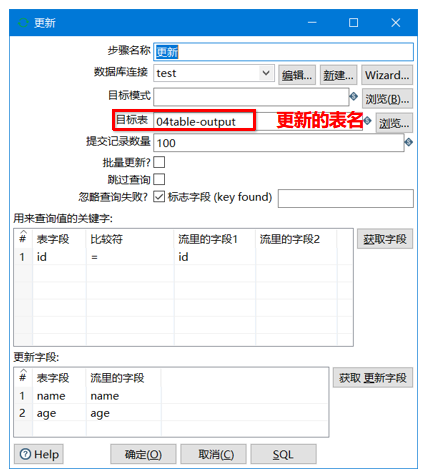 更新
步骤名称 更新
数据库连接 test 编辑... 新建... Wizard...
目标模式 浏览(B)...
目标表 04table-output 更新的表名 浏览...
提交记录数量 100
批量更新?
跳过查询
忽略查询失败? 标志字段 (key found)
用来查询值的关键字:
# 表字段 比较符 流里的字段1 流里的字段2 获取字段
1 id = id
更新字段:
# 表字段 流里的字段 获取 更新字段
1 name name
2 age age
Help 确定(O) 取消(C) SQL